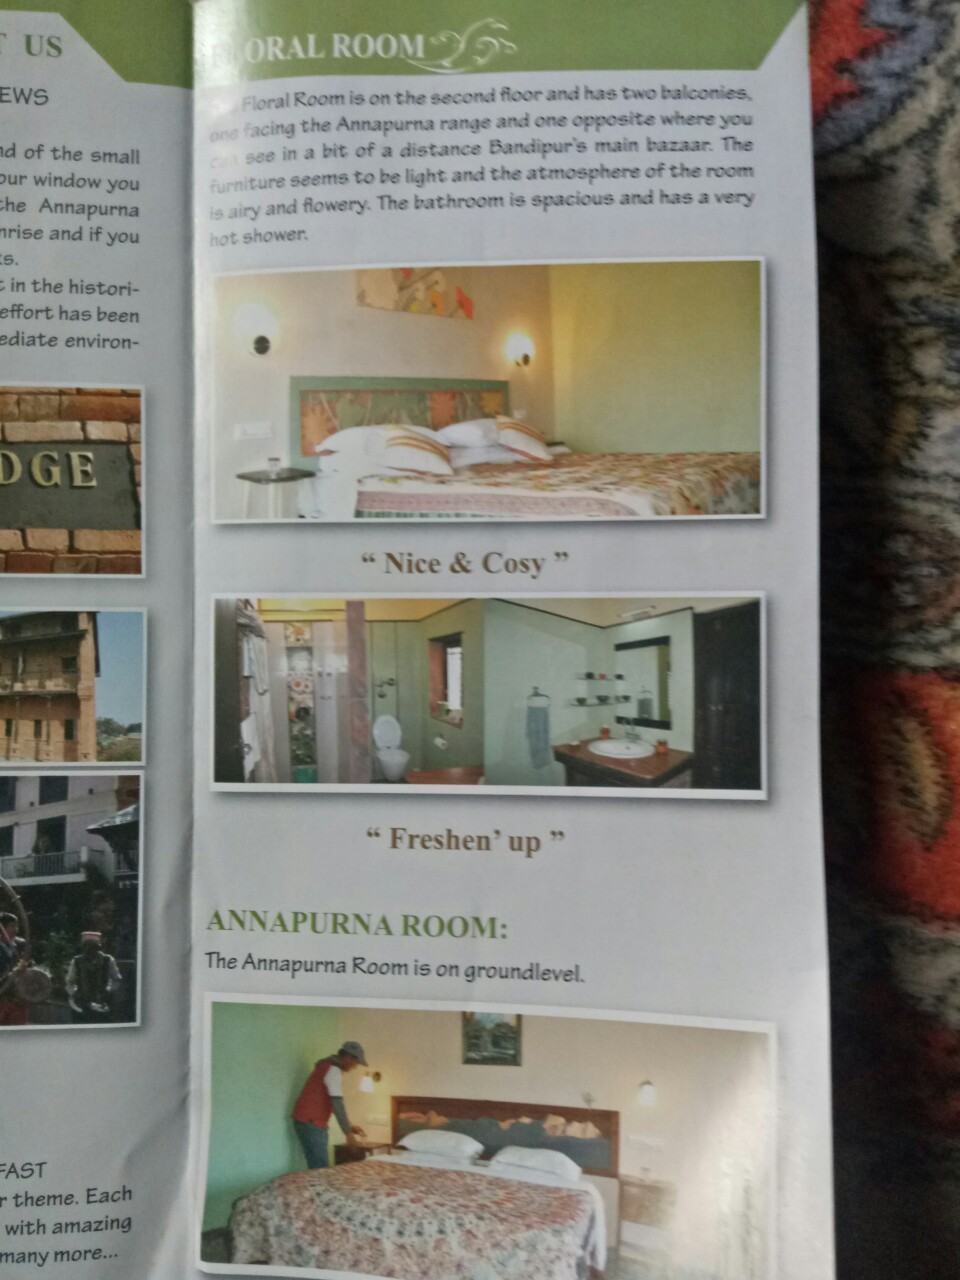 T US
EWS
nd of the small
our window you
the Annapurna
nrise and if you
ks.
t in the histori-
effort has been
ediate environ-
DGE
FAST
r theme. Each
with amazing
many more...
FLORAL ROOM
Floral Room is on the second floor and has two balconies,
one facing the Annapurna range and one opposite where you
can see in a bit of a distance Bandipur's main bazaar. The
furniture seems to be light and the atmosphere of the room
is airy and flowery. The bathroom is spacious and has a very
hot shower.
“ Nice & Cosy ”
“ Freshen’ up ”
ANNAPURNA ROOM:
The Annapurna Room is on groundlevel.